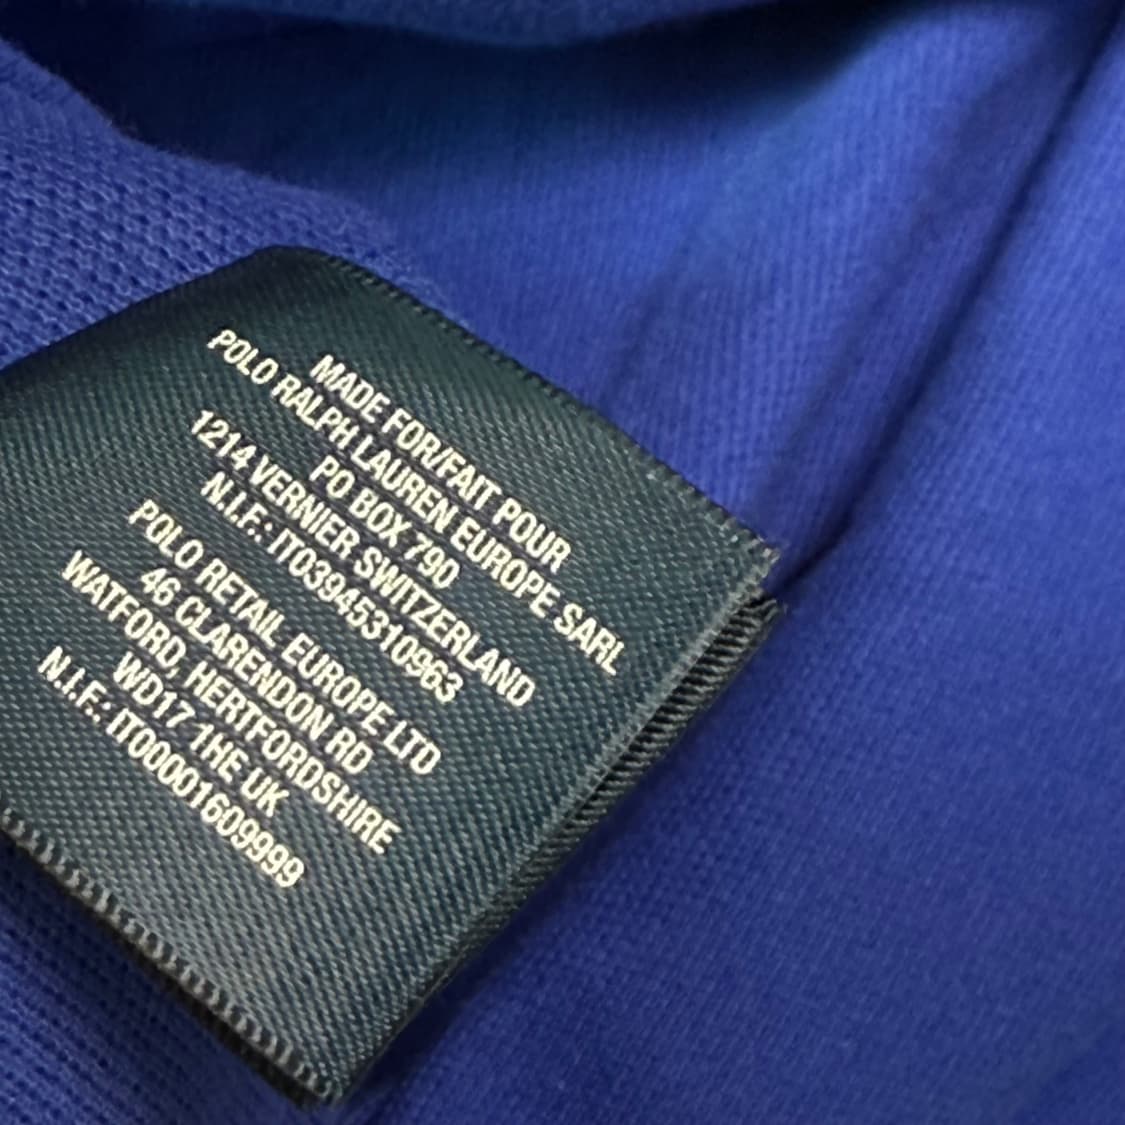 MADE FOR/FAIT POUR
POLO RALPH LAUREN EUROPE SARL
PO BOX 790
1214 VERNIER SWITZERLAND
N.I.F.: IT03945310963
POLO RETAIL EUROPE LTD
46 CLARENDON RD
WATFORD, HERTFORDSHIRE
WD17 1HE UK
N.I.F.: IT00001609999